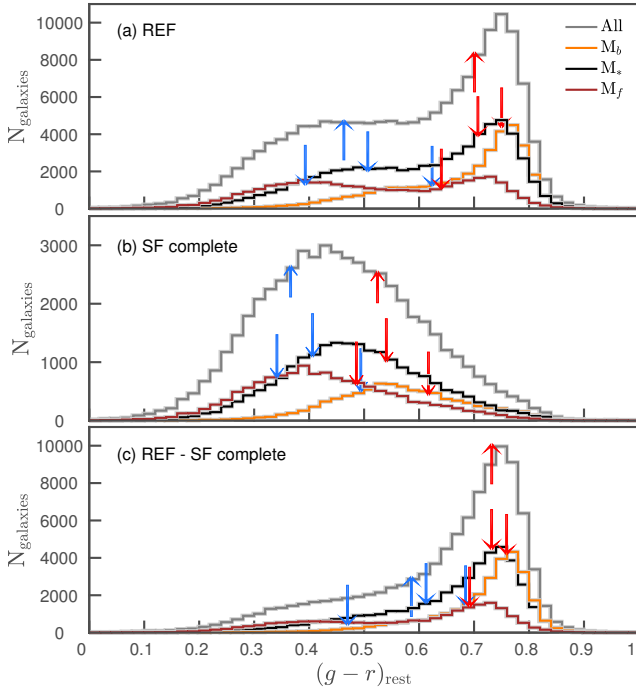 (a) REF
All
M_b
M_*
M_f
N_galaxies
10000
8000
6000
4000
2000
0
(b) SF complete
N_galaxies
3000
2000
1000
0
(c) REF - SF complete
N_galaxies
10000
8000
6000
4000
2000
0
0 0.1 0.2 0.3 0.4 0.5 0.6 0.7 0.8 0.9 1
(g − r)_rest